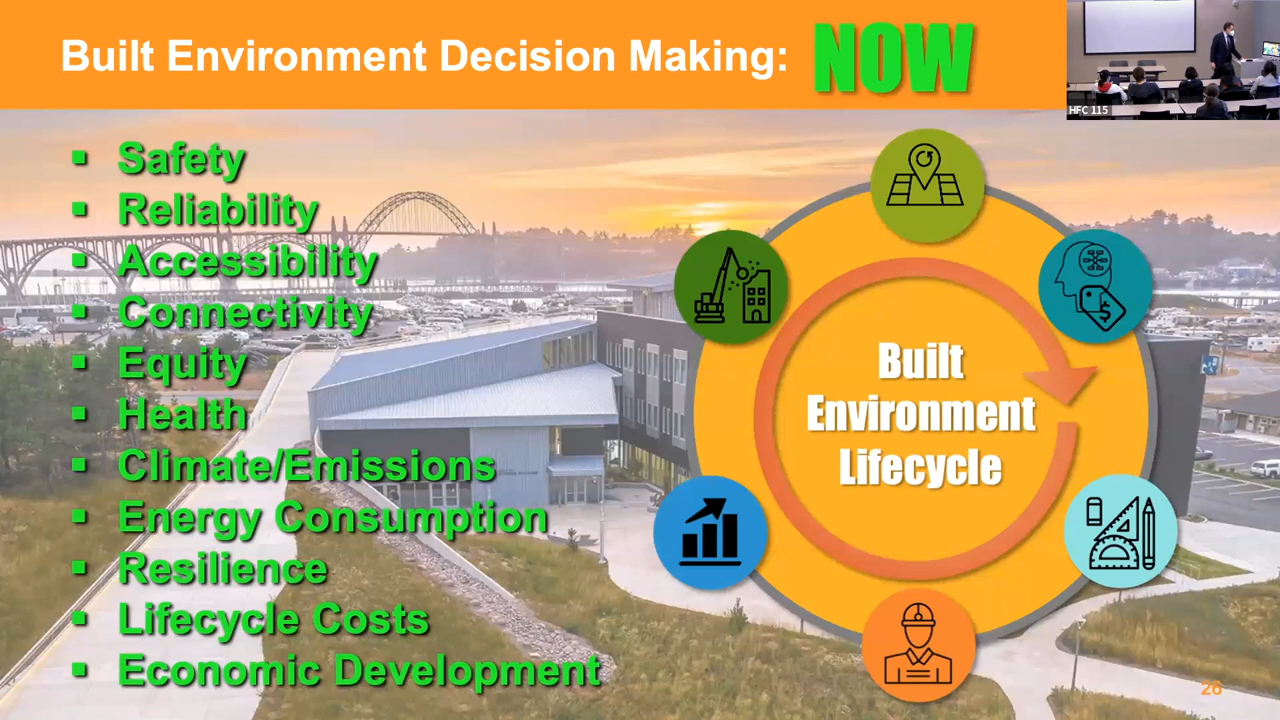 Built Environment Decision Making: NOW
HFC 115
▪ Safety
▪ Reliability
▪ Accessibility
▪ Connectivity
▪ Equity
▪ Health
▪ Climate/Emissions
▪ Energy Consumption
▪ Resilience
▪ Lifecycle Costs
▪ Economic Development
$
Built
Environment
Lifecycle
26